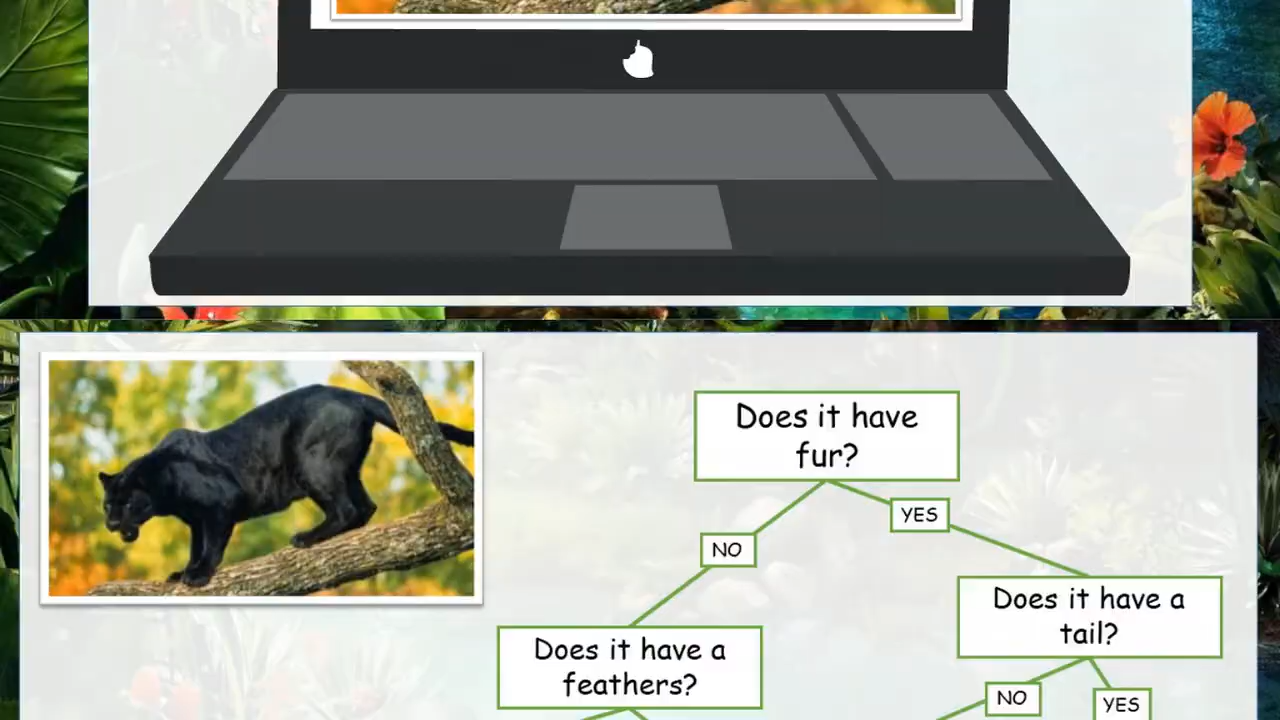 Does it have
fur?
YES
NO
Does it have a
tail?
Does it have a
feathers?
NO
YES